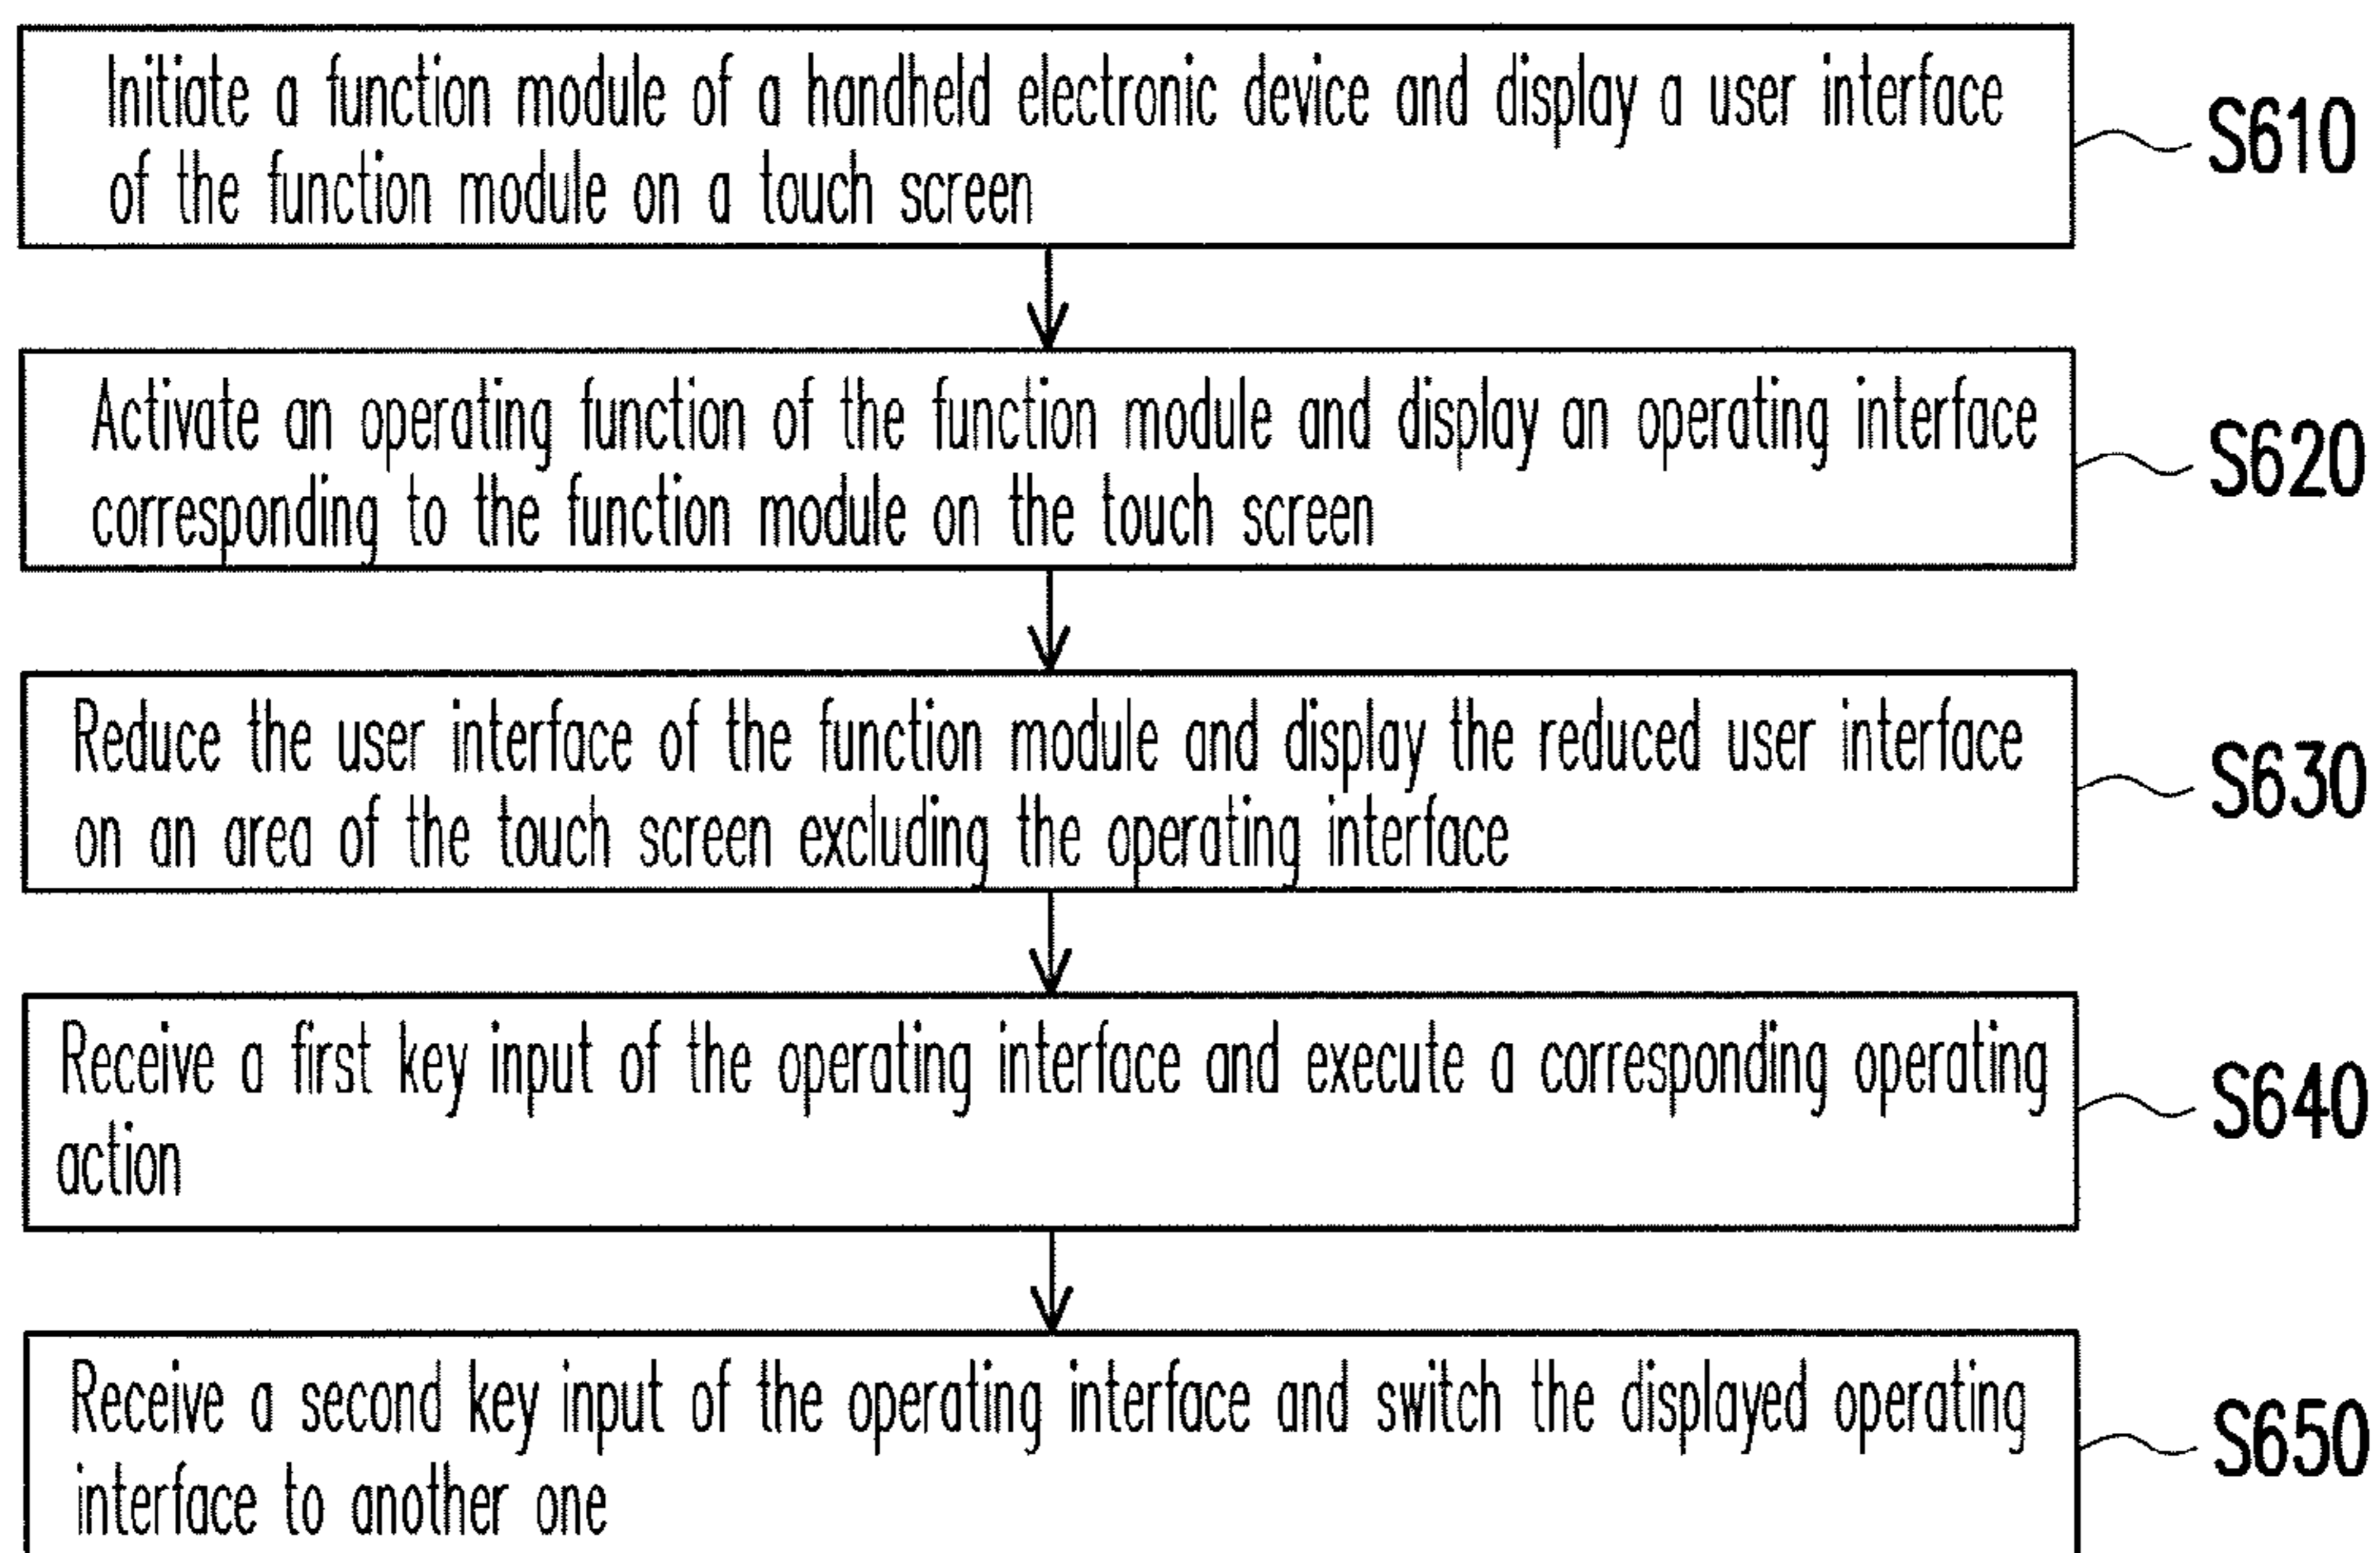 Initiate a function module of a handheld electronic device and display a user interface
of the function module on a touch screen
S610
Activate an operating function of the function module and display an operating interface
corresponding to the function module on the touch screen
S620
Reduce the user interface of the function module and display the reduced user interface
on an area of the touch screen excluding the operating interface
S630
Receive a first key input of the operating interface and execute a corresponding operating
action
S640
Receive a second key input of the operating interface and switch the displayed operating
interface to another one
S650